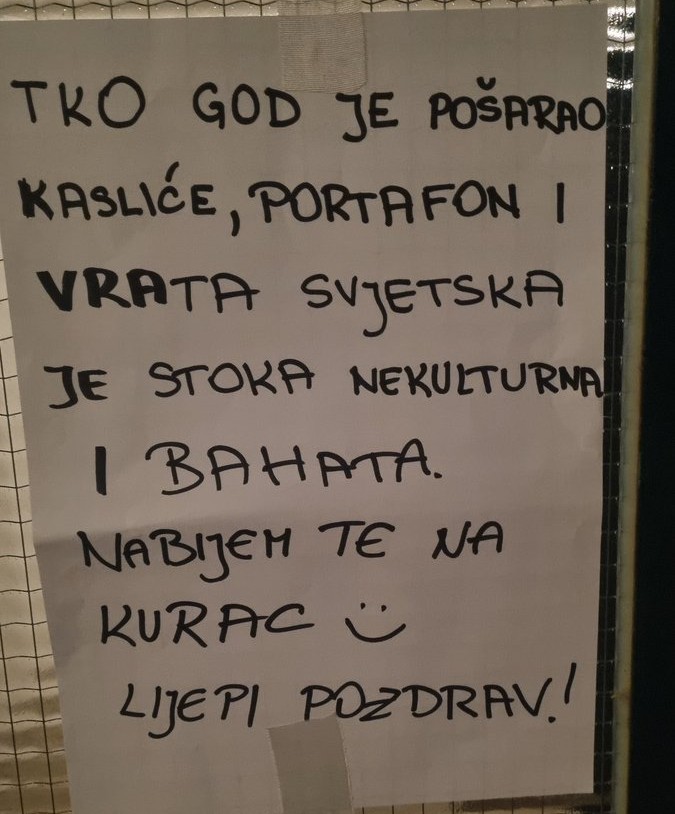 TKO GOD JE POŠARAO
KASLIĆE, PORTAFON I
VRATA SVJETSKA
JE STOKA NEKULTURNA
I BAHATA.
NABIJEM TE NA
KURAC :)
LIJEPI POZDRAV!